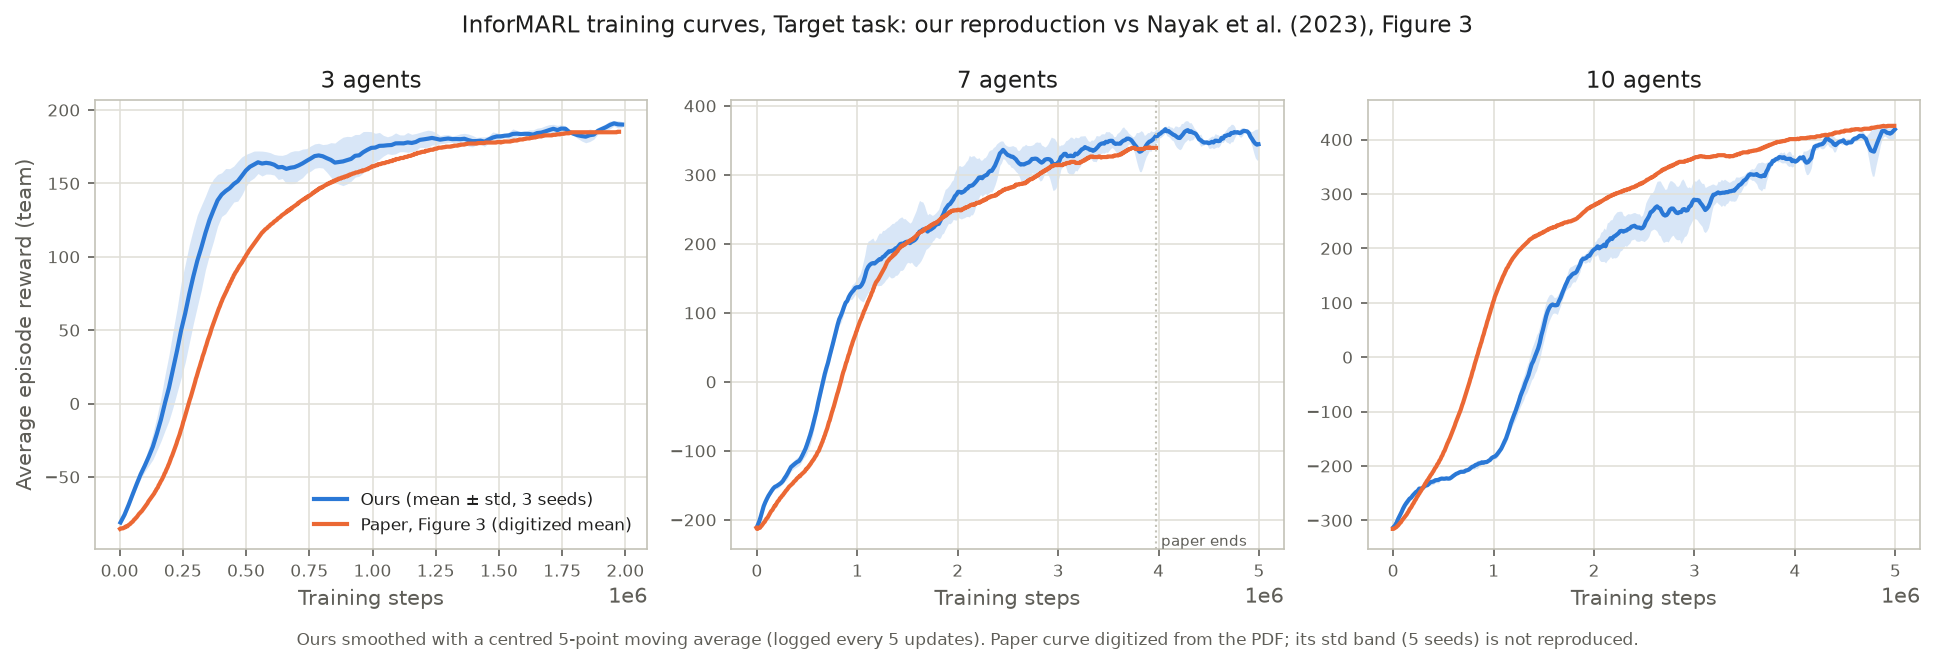 InforMARL training curves, Target task: our reproduction vs Nayak et al. (2023), Figure 3
3 agents
7 agents
10 agents
Average episode reward (team)
200
150
100
50
0
−50
0.00 0.25 0.50 0.75 1.00 1.25 1.50 1.75 2.00
1e6
Training steps
Ours (mean ± std, 3 seeds)
Paper, Figure 3 (digitized mean)
400
300
200
100
0
−100
−200
paper ends
0 1 2 3 4 5
1e6
Training steps
400
300
200
100
0
−100
−200
−300
0 1 2 3 4 5
1e6
Training steps
Ours smoothed with a centred 5-point moving average (logged every 5 updates). Paper curve digitized from the PDF; its std band (5 seeds) is not reproduced.